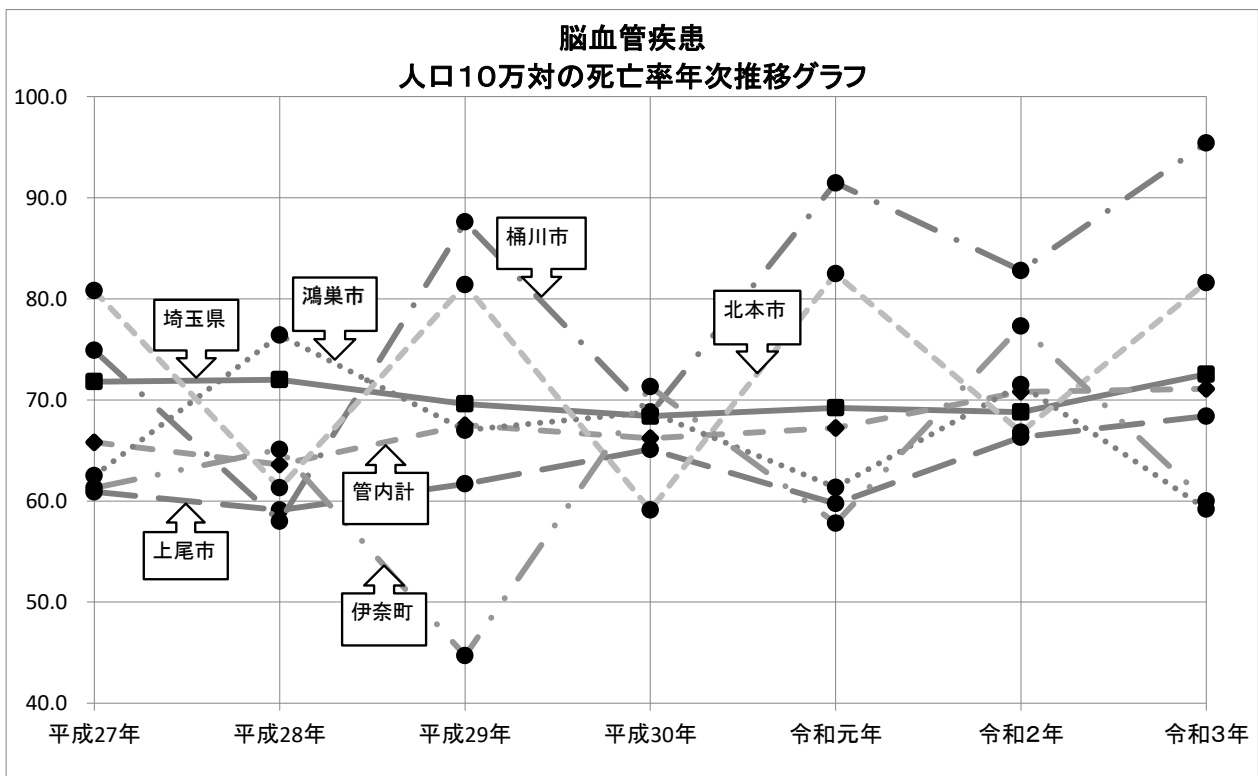 脳血管疾患
人口10万対の死亡率年次推移グラフ
100.0
90.0
80.0
70.0
60.0
50.0
40.0
桶川市
鴻巣市
埼玉県
北本市
管内計
上尾市
伊奈町
平成27年
平成28年
平成29年
平成30年
令和元年
令和2年
令和3年